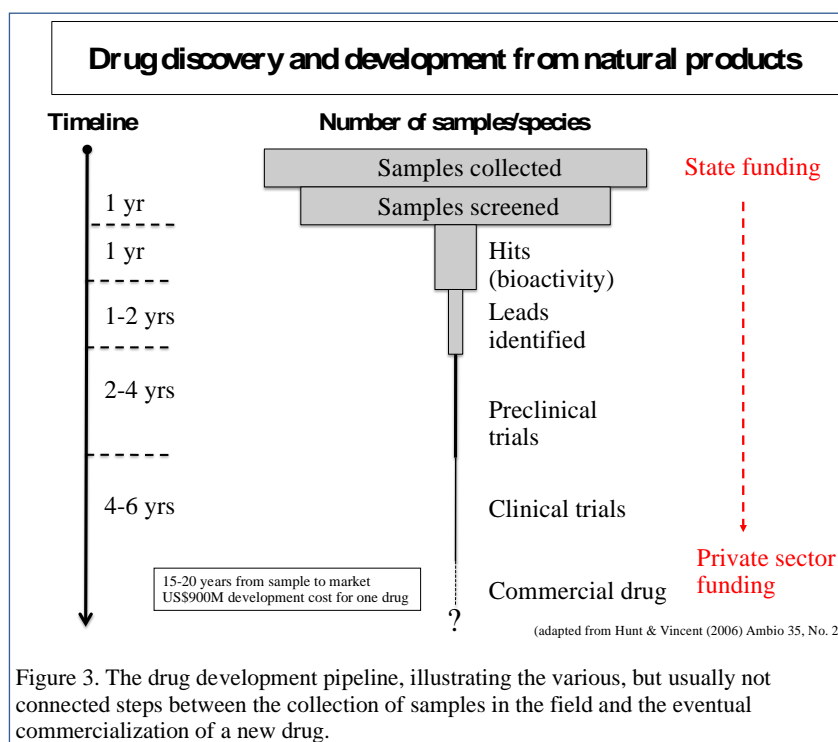 Drug discovery and development from natural products
Timeline
Number of samples/species
Samples collected
State funding
Samples screened
1 yr
1 yr
Hits
(bioactivity)
1-2 yrs
Leads
identified
2-4 yrs
Preclinical
trials
4-6 yrs
Clinical trials
Private sector
funding
15-20 years from sample to market
US$900M development cost for one drug
Commercial drug
?
(adapted from Hunt & Vincent (2006) Ambio 35, No. 2
Figure 3. The drug development pipeline, illustrating the various, but usually not
connected steps between the collection of samples in the field and the eventual
commercialization of a new drug.